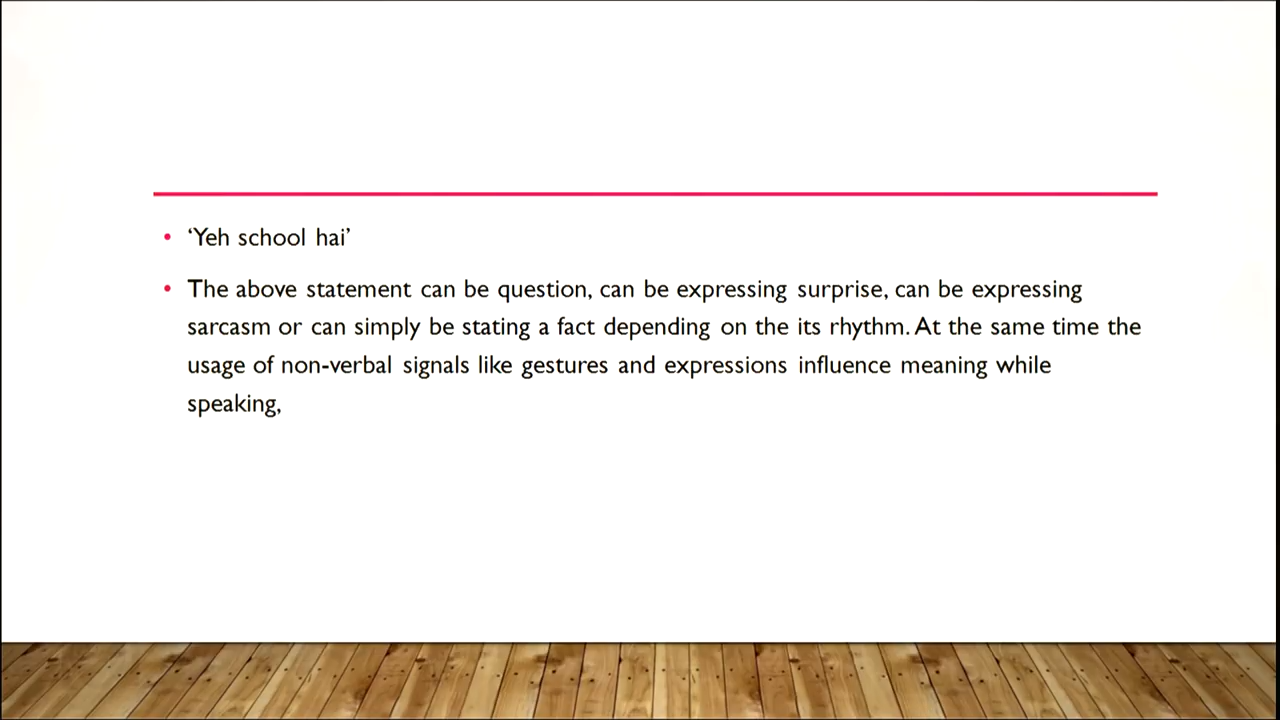 • ‘Yeh school hai’
• The above statement can be question, can be expressing surprise, can be expressing
sarcasm or can simply be stating a fact depending on the its rhythm. At the same time the
usage of non-verbal signals like gestures and expressions influence meaning while
speaking,